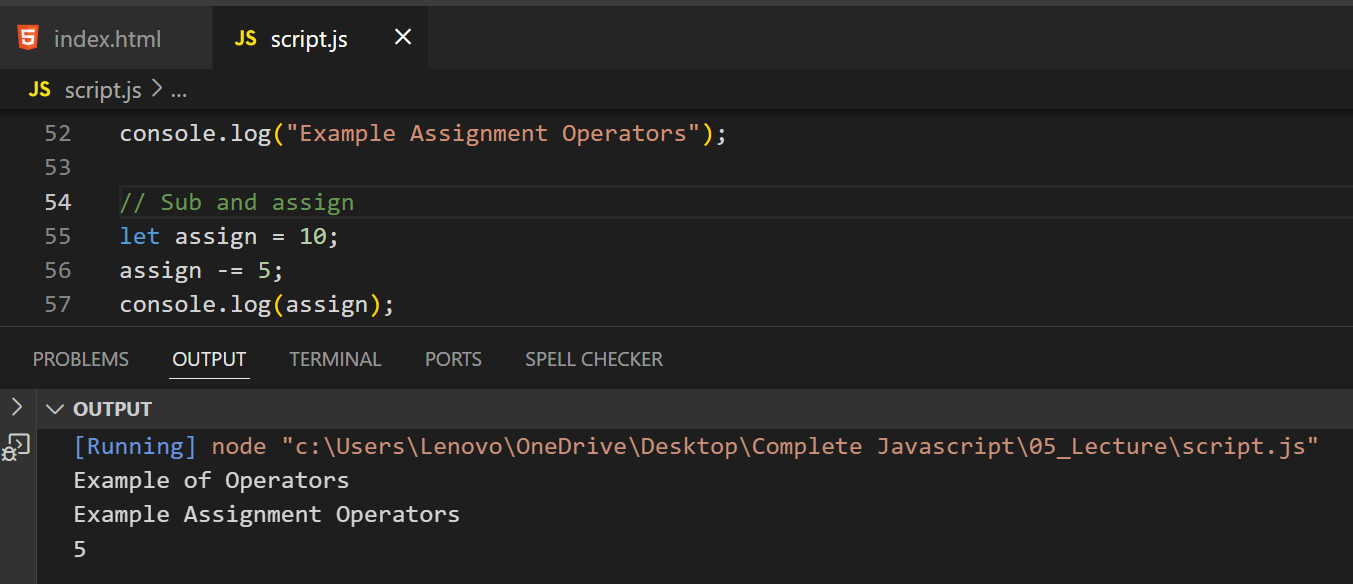 index.html JS script.js ×
JS script.js > ...
52 console.log("Example Assignment Operators");
53
54 // Sub and assign
55 let assign = 10;
56 assign -= 5;
57 console.log(assign);
PROBLEMS OUTPUT TERMINAL PORTS SPELL CHECKER
OUTPUT
[Running] node "c:\Users\Lenovo\OneDrive\Desktop\Complete Javascript\05_Lecture\script.js"
Example of Operators
Example Assignment Operators
5